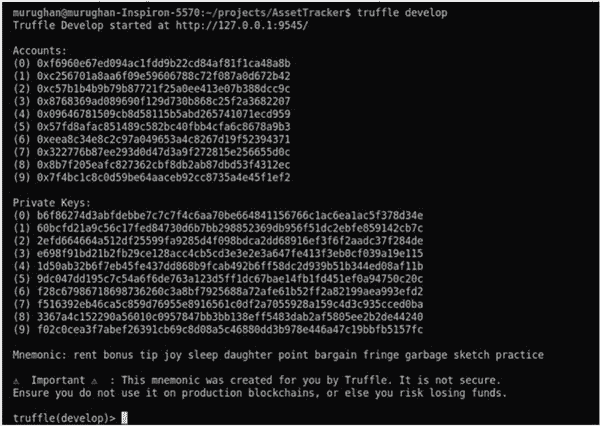 murughan@murughan-Inspiron-5570:~/projects/AssetTracker$ truffle develop
Truffle Develop started at http://127.0.0.1:9545/
Accounts:
(0) 0xf6960e67ed094ac1fdd9b22cd84af81f1ca48a8b
(1) 0xc256701a8aa6f09e59606788c72f087a0d672b42
(2) 0xc57b1b4b9b79b87721f25a0ee413e07b388dcc9c
(3) 0x8768369ad089690f129d730b868c25f2a3682207
(4) 0x09646781509cb8d58115b5abd265741071ecd959
(5) 0x57fd8afac851489c582bc40fbb4cfa6c8678a9b3
(6) 0xeea8c34e8c2c97a049653a4c8267d19f52394371
(7) 0x322776b87ee293d0d47d3a9f272815e256655d0c
(8) 0x8b7f205eafc827362cbf8db2ab87dbd53f4312ec
(9) 0x7f4bc1c8c0d59be64aaceb92cc8735a4e45f1ef2
Private Keys:
(0) b6f86274d3abfdebbe7c7c7f4c6aa70be664841156766c1ac6ea1ac5f378d34e
(1) 60bcfd21a9c56c17fed84730d6b7bb298852369db956f51dc2ebfe859142cb7c
(2) 2efd664664a512df25599fa9285d4f098bdca2dd68916ef3f6f2aadc37f284de
(3) e698f91bd21b2fb29ce128acc4cb5cd3e3e2e3a647fe413f3eb0cf039a19e115
(4) 1d50ab32b6f7eb45fe437dd868b9fcab492b6ff58dc2d939b51b344ed08af11b
(5) 9dc047dd195c7c54a6f6de763a123d5ff1dc67bae14fb1fd451ef0a94750c20c
(6) f28c67986718698736260c3a8bf7925688a72afe61b52ff2a82199aea993efd2
(7) f516392eb46ca5c859d76955e8916561c0df2a7055928a159c4d3c935cced0ba
(8) 3367a4c152290a56010c0957847bb3bb138eff5483dab2af5805ee2b2de44240
(9) f02c0cea3f7abef26391cb69c8d08a5c46880dd3b978e446a47c19bbfb5157fc
Mnemonic: rent bonus tip joy sleep daughter point bargain fringe garbage sketch practice
⚠ Important ⚠ : This mnemonic was created for you by Truffle. It is not secure.
Ensure you do not use it on production blockchains, or else you risk losing funds.
truffle(develop)>